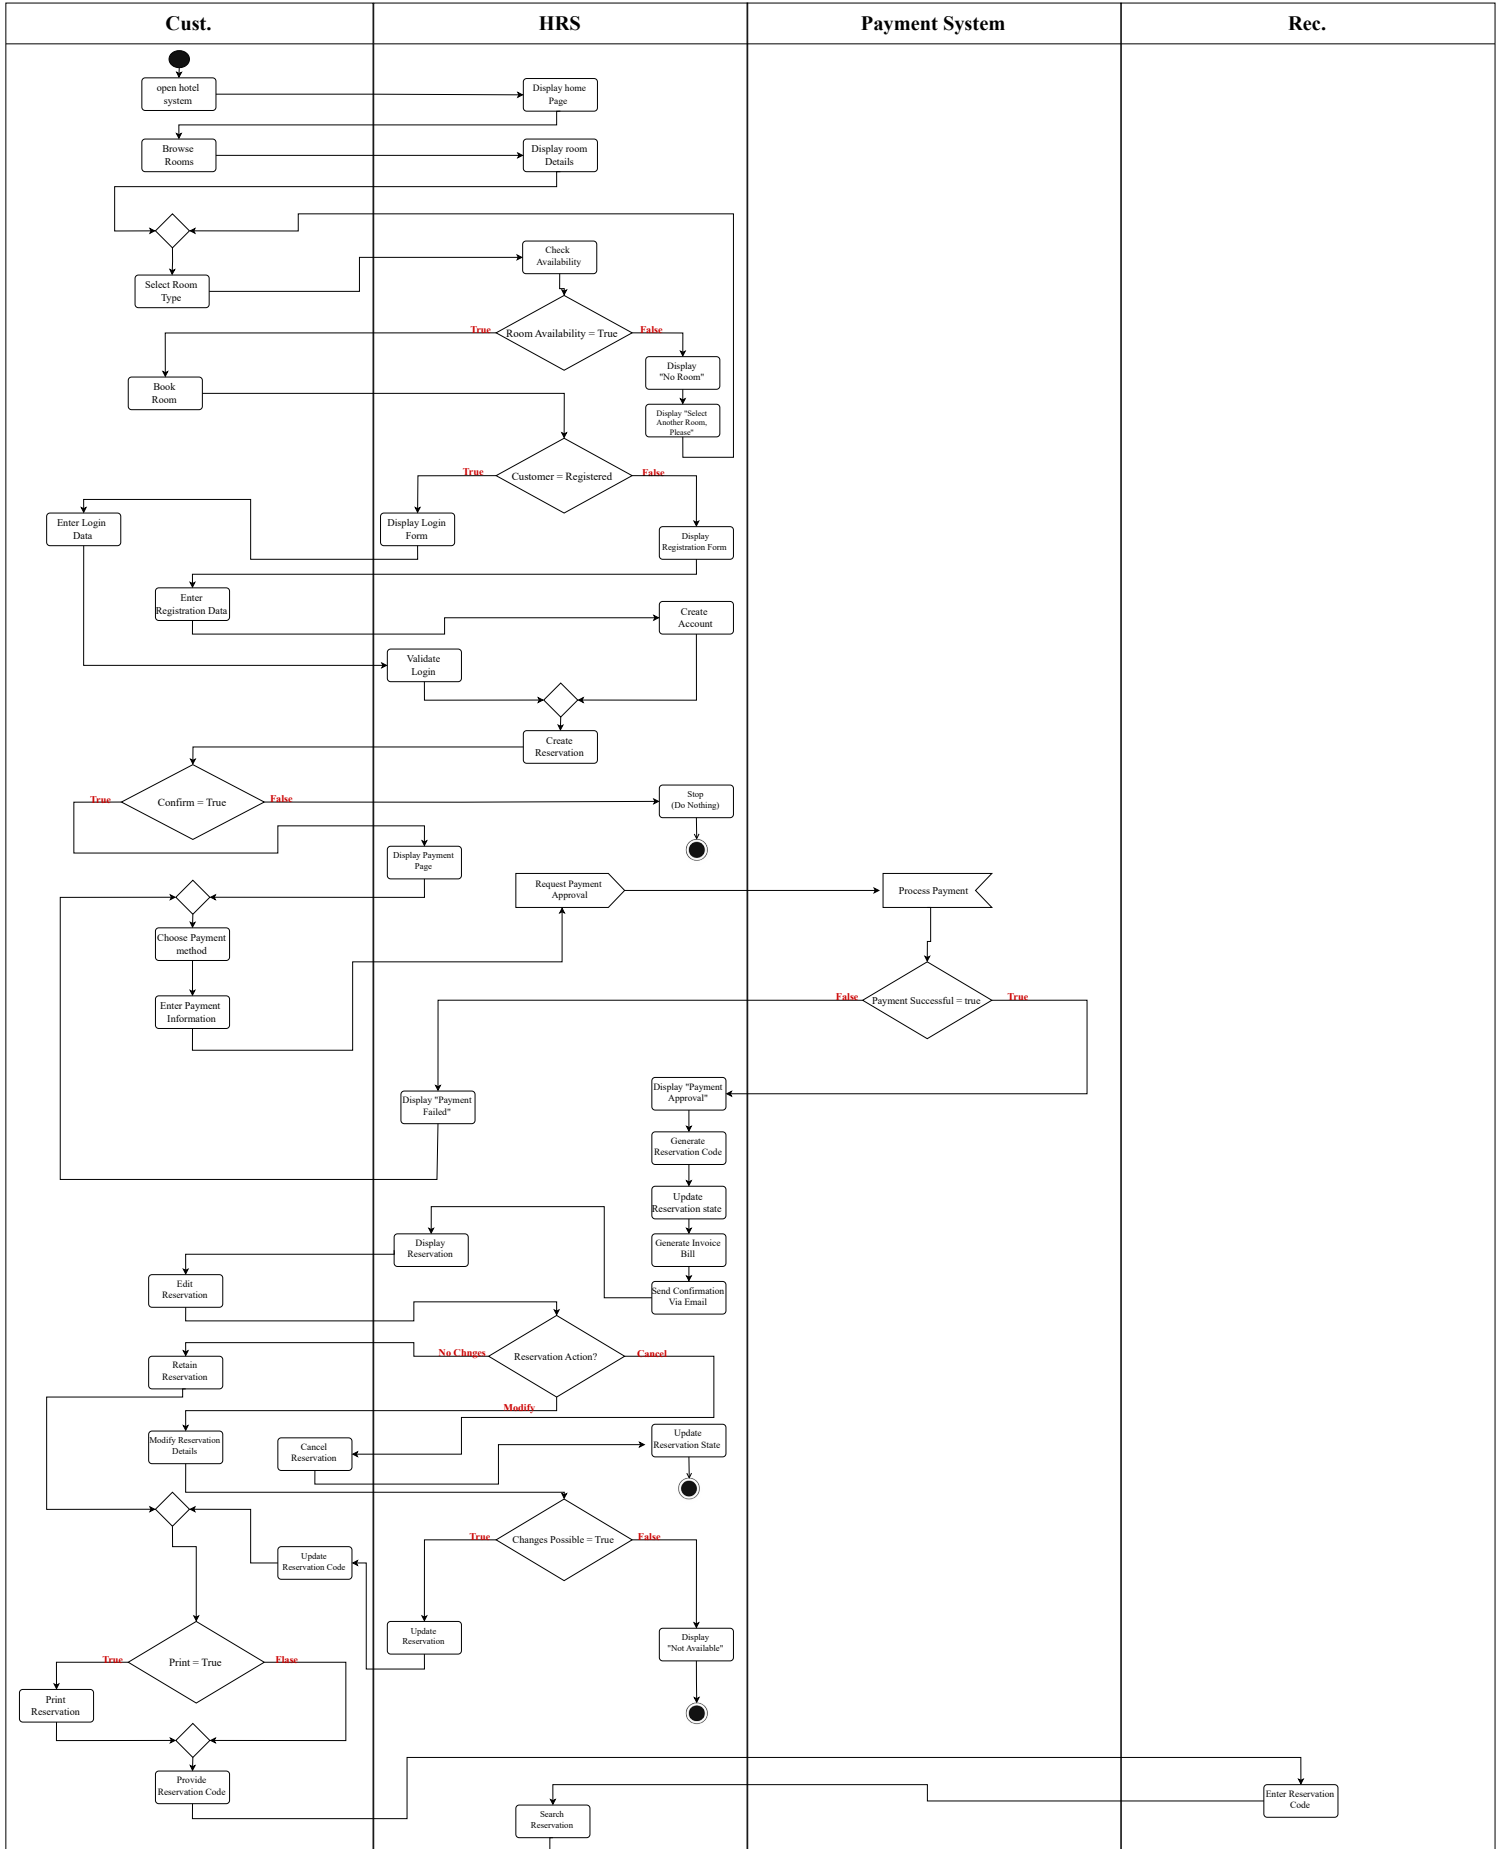 Cust.
HRS
Payment System
Rec.
open hotel
system
Display home
Page
Browse
Rooms
Display room
Details
Check
Availability
Select Room
Type
True
Room Availability = True
False
Display
"No Room"
Book
Room
Display "Select
Another Room,
Please"
True
Customer = Registered
False
Enter Login
Data
Display Login
Form
Display
Registration Form
Enter
Registration Data
Create
Account
Validate
Login
Create
Reservation
True
Confirm = True
False
Stop
(Do Nothing)
Display Payment
Page
Request Payment
Approval
Process Payment
Choose Payment
method
Enter Payment
Information
False
Payment Successful = true
True
Display "Payment
Failed"
Display "Payment
Approval"
Generate
Reservation Code
Update
Reservation state
Display
Reservation
Generate Invoice
Bill
Edit
Reservation
Send Confirmation
Via Email
No Chnges
Reservation Action?
Cancel
Retain
Reservation
Modify
Modify Reservation
Details
Cancel
Reservation
Update
Reservation State
True
Changes Possible = True
False
Update
Reservation Code
Update
Reservation
Display
"Not Available"
True
Print = True
Flase
Print
Reservation
Provide
Reservation Code
Enter Reservation
Code
Search
Reservation